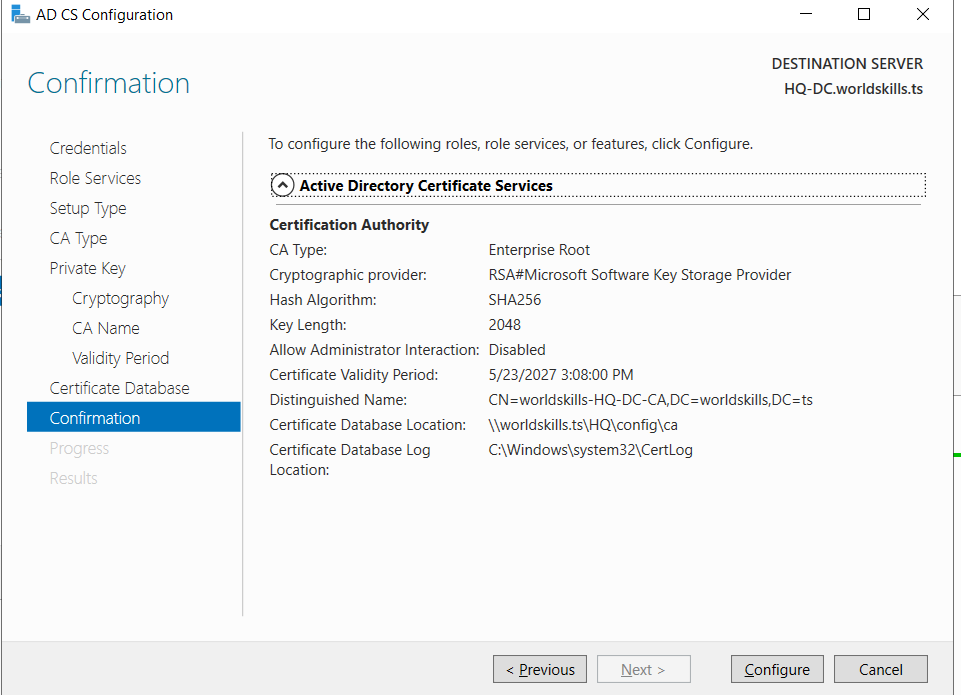 AD CS Configuration
Confirmation
DESTINATION SERVER
HQ-DC.worldskills.ts
Credentials
Role Services
Setup Type
CA Type
Private Key
Cryptography
CA Name
Validity Period
Certificate Database
Confirmation
Progress
Results
To configure the following roles, role services, or features, click Configure.
Active Directory Certificate Services
Certification Authority
CA Type: Enterprise Root
Cryptographic provider: RSA#Microsoft Software Key Storage Provider
Hash Algorithm: SHA256
Key Length: 2048
Allow Administrator Interaction: Disabled
Certificate Validity Period: 5/23/2027 3:08:00 PM
Distinguished Name: CN=worldskills-HQ-DC-CA,DC=worldskills,DC=ts
Certificate Database Location: \\worldskills.ts\HQ\config\ca
Certificate Database Log C:\Windows\system32\CertLog
Location:
< Previous Next > Configure Cancel